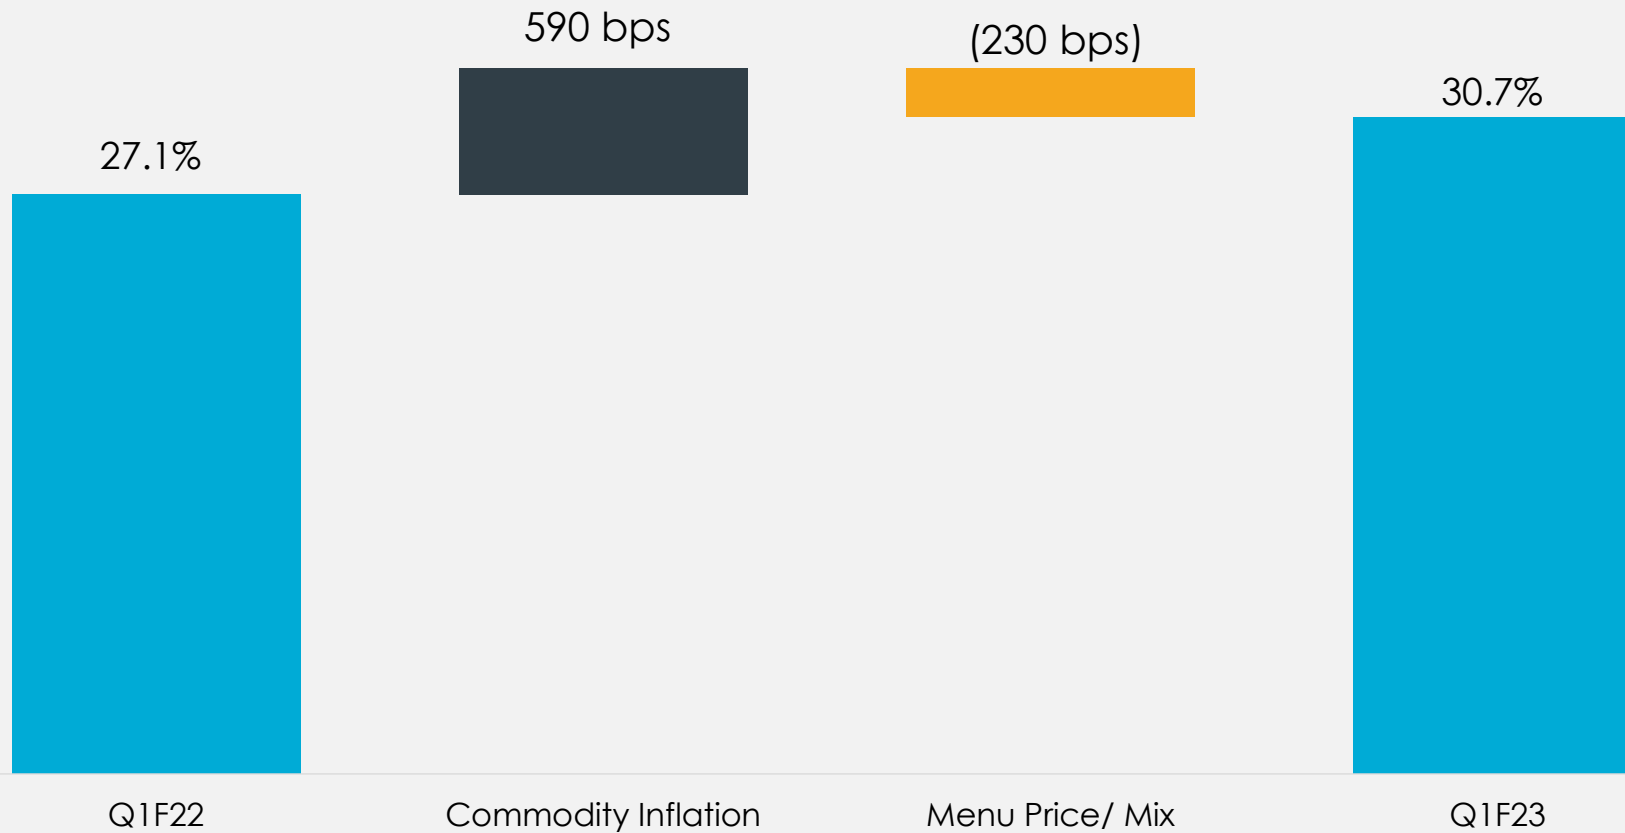 590 bps
(230 bps)
30.7%
27.1%
Q1F22
Commodity Inflation
Menu Price/ Mix
Q1F23